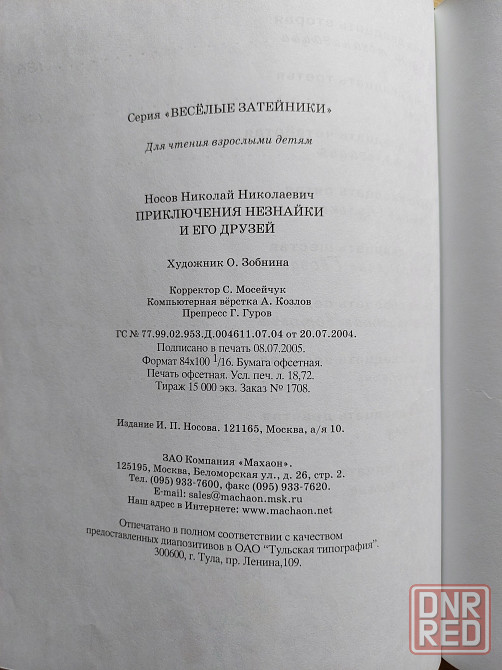 Серия «ВЕСЁЛЫЕ ЗАТЕЙНИКИ»
Для чтения взрослыми детям
Носов Николай Николаевич
ПРИКЛЮЧЕНИЯ НЕЗНАЙКИ
И ЕГО ДРУЗЕЙ
Художник О. Зобнина
Корректор С. Мосейчук
Компьютерная вёрстка А. Козлов
Препресс Г. Гуров
ГС № 77.99.02.953.Д.004611.07.04 от 20.07.2004.
Подписано в печать 08.07.2005.
Формат 84х100 1/16. Бумага офсетная.
Печать офсетная. Усл. печ. л. 18,72.
Тираж 15 000 экз. Заказ № 1708.
Издание И. П. Носова. 121165, Москва, а/я 10.
ЗАО Компания «Махаон».
125195, Москва, Беломорская ул., д. 26, стр. 2.
Тел. (095) 933-7600, факс (095) 933-7620.
E-mail: sales@machaon.msk.ru
Наш адрес в Интернете: www.machaon.net
Отпечатано в полном соответствии с качеством
предоставленных диапозитивов в ОАО "Тульская типография".
300600, г. Тула, пр. Ленина,109.
DNR
RED